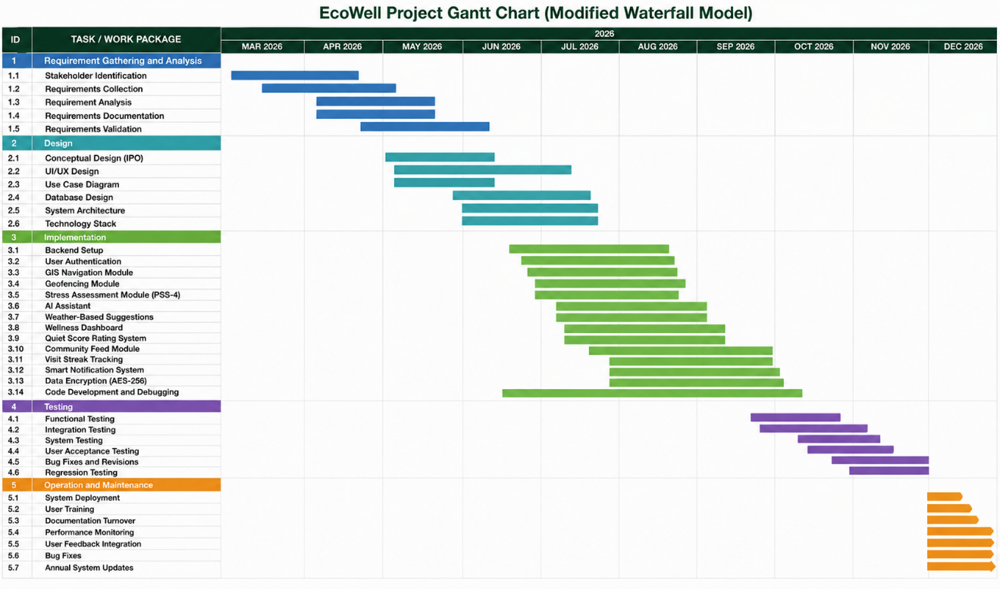 EcoWell Project Gantt Chart (Modified Waterfall Model)
ID TASK / WORK PACKAGE 2026
MAR 2026 APR 2026 MAY 2026 JUN 2026 JUL 2026 AUG 2026 SEP 2026 OCT 2026 NOV 2026 DEC 2026
1 Requirement Gathering and Analysis
1.1 Stakeholder Identification
1.2 Requirements Collection
1.3 Requirement Analysis
1.4 Requirements Documentation
1.5 Requirements Validation
2 Design
2.1 Conceptual Design (IPO)
2.2 UI/UX Design
2.3 Use Case Diagram
2.4 Database Design
2.5 System Architecture
2.6 Technology Stack
3 Implementation
3.1 Backend Setup
3.2 User Authentication
3.3 GIS Navigation Module
3.4 Geofencing Module
3.5 Stress Assessment Module (PSS-4)
3.6 AI Assistant
3.7 Weather-Based Suggestions
3.8 Wellness Dashboard
3.9 Quiet Score Rating System
3.10 Community Feed Module
3.11 Visit Streak Tracking
3.12 Smart Notification System
3.13 Data Encryption (AES-256)
3.14 Code Development and Debugging
4 Testing
4.1 Functional Testing
4.2 Integration Testing
4.3 System Testing
4.4 User Acceptance Testing
4.5 Bug Fixes and Revisions
4.6 Regression Testing
5 Operation and Maintenance
5.1 System Deployment
5.2 User Training
5.3 Documentation Turnover
5.4 Performance Monitoring
5.5 User Feedback Integration
5.6 Bug Fixes
5.7 Annual System Updates